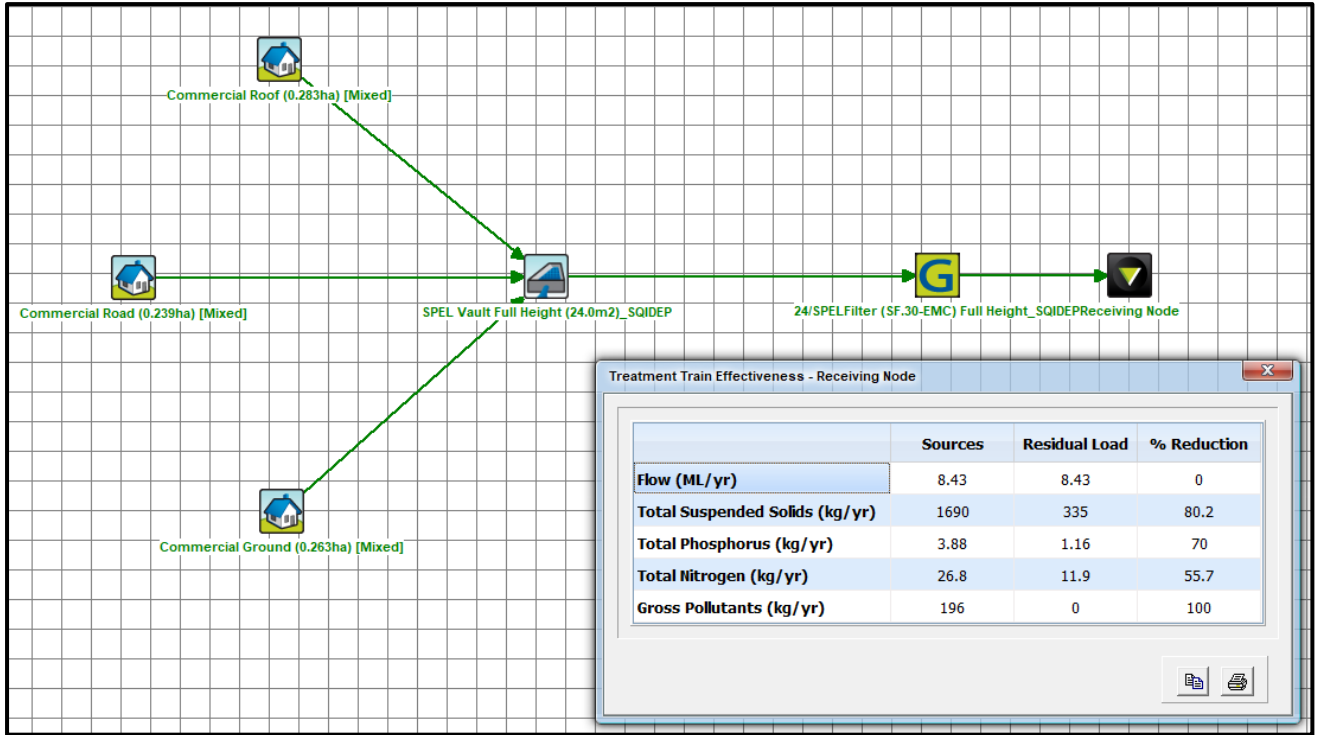 Commercial Roof (0.283ha) [Mixed]
Commercial Road (0.239ha) [Mixed]
SPEL Vault Full Height (24.0m2)_SQIDEP
G
24/SPELFilter (SF.30-EMC) Full Height_SQIDEPReceiving Node
Commercial Ground (0.263ha) [Mixed]
Treatment Train Effectiveness - Receiving Node
Sources Residual Load % Reduction
Flow (ML/yr) 8.43 8.43 0
Total Suspended Solids (kg/yr) 1690 335 80.2
Total Phosphorus (kg/yr) 3.88 1.16 70
Total Nitrogen (kg/yr) 26.8 11.9 55.7
Gross Pollutants (kg/yr) 196 0 100